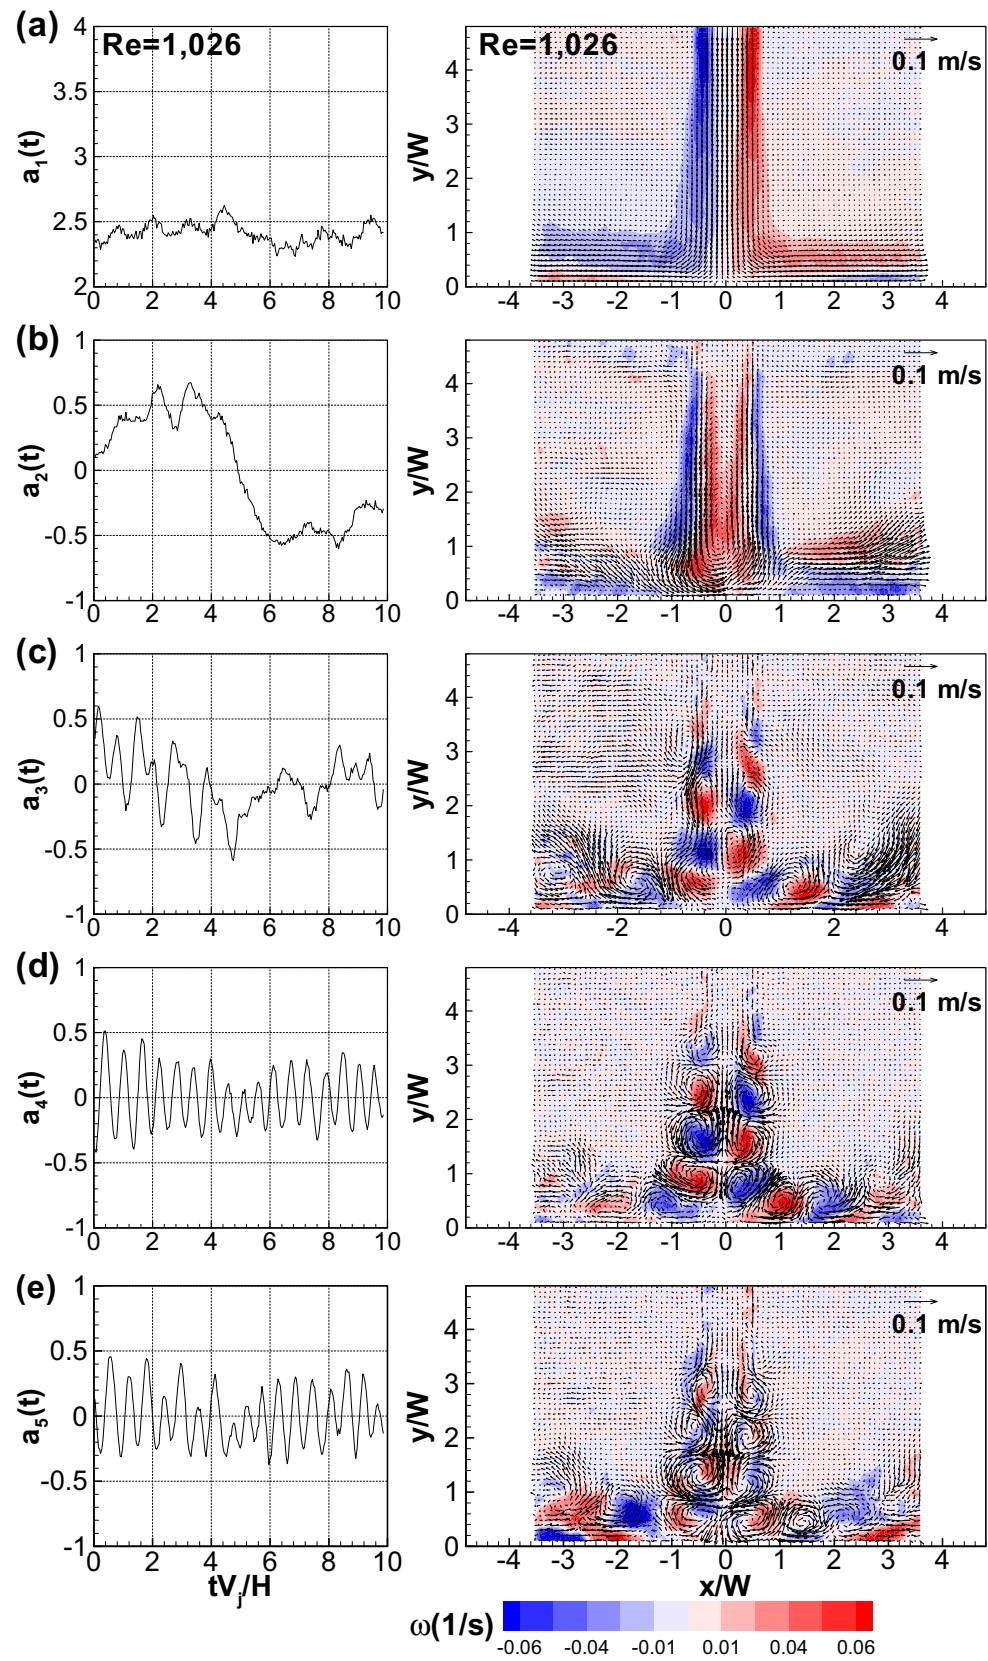 (a)
Re=1,026
a1(t)
4
3.5
3
2.5
2
0 2 4 6 8 10
Re=1,026
0.1 m/s
y/W
4
3
2
1
0
-4 -3 -2 -1 0 1 2 3 4
(b)
a2(t)
1
0.5
0
-0.5
-1
0 2 4 6 8 10
0.1 m/s
y/W
4
3
2
1
0
-4 -3 -2 -1 0 1 2 3 4
(c)
a3(t)
1
0.5
0
-0.5
-1
0 2 4 6 8 10
0.1 m/s
y/W
4
3
2
1
0
-4 -2 0 2 4
(d)
a4(t)
1
0.5
0
-0.5
-1
0 2 4 6 8 10
0.1 m/s
y/W
4
3
2
1
0
-4 -3 -2 -1 0 1 2 3 4
(e)
a5(t)
1
0.5
0
-0.5
-1
0 2 4 6 8 10
tVj/H
0.1 m/s
y/W
4
3
2
1
0
-4 -3 -2 -1 0 1 2 3 4
x/W
ω(1/s)
-0.06 -0.04 -0.01 0.01 0.04 0.06